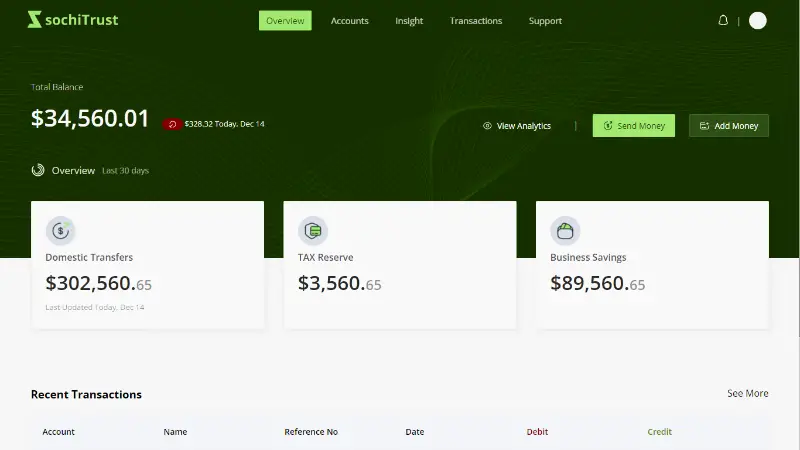 sochiTrust
Overview Accounts Insight Transactions Support
Total Balance
$34,560.01 $328.32 Today, Dec 14
View Analytics | Send Money Add Money
Overview Last 30 days
Domestic Transfers
$302,560.65
Last Updated Today, Dec 14
TAX Reserve
$3,560.65
Business Savings
$89,560.65
Recent Transactions See More
Account Name Reference No Date Debit Credit